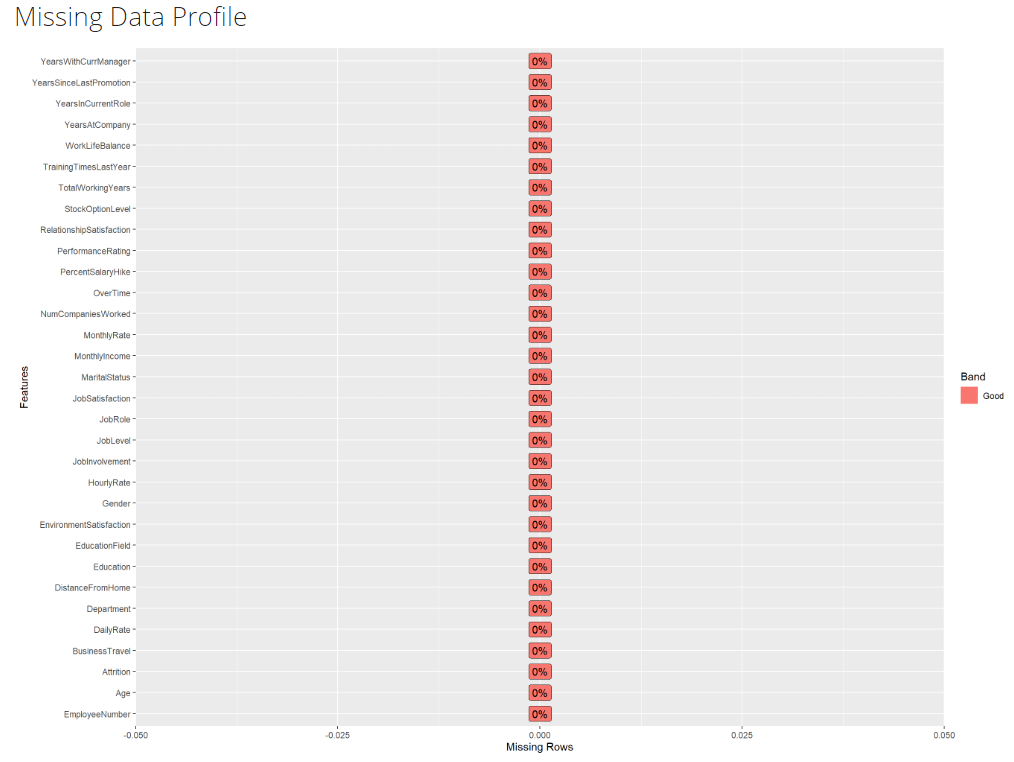 Missing Data Profile
YearsWithCurrManager 0%
YearsSinceLastPromotion 0%
YearsInCurrentRole 0%
YearsAtCompany 0%
WorkLifeBalance 0%
TrainingTimesLastYear 0%
TotalWorkingYears 0%
StockOptionLevel 0%
RelationshipSatisfaction 0%
PerformanceRating 0%
PercentSalaryHike 0%
OverTime 0%
NumCompaniesWorked 0%
MonthlyRate 0%
MonthlyIncome 0%
MaritalStatus 0%
JobSatisfaction 0%
JobRole 0%
JobLevel 0%
JobInvolvement 0%
HourlyRate 0%
Gender 0%
EnvironmentSatisfaction 0%
EducationField 0%
Education 0%
DistanceFromHome 0%
Department 0%
DailyRate 0%
BusinessTravel 0%
Attrition 0%
Age 0%
EmployeeNumber 0%
Features
-0.050 -0.025 0.000 0.025 0.050
Missing Rows
Band
Good